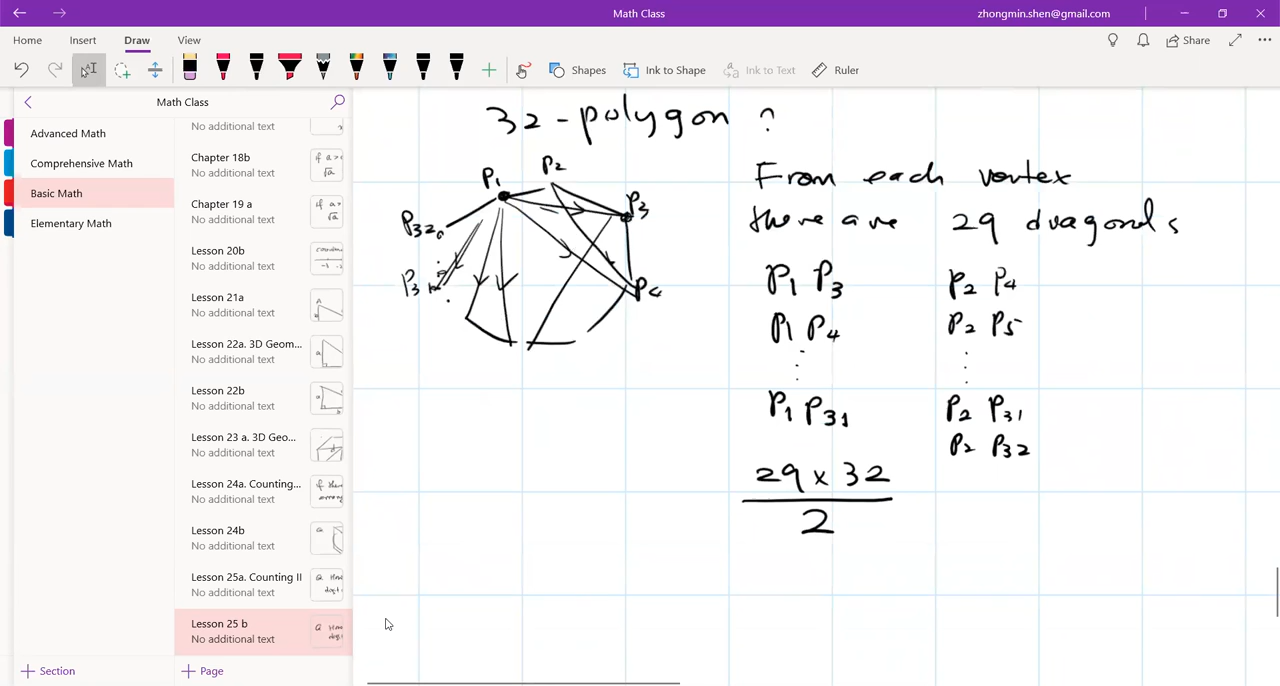 Math Class
zhongmin.shen@gmail.com
Home Insert Draw View
Share
Shapes Ink to Shape Ink to Text Ruler
Math Class
Advanced Math
Comprehensive Math
Basic Math
Elementary Math
No additional text
Chapter 18b
No additional text
Chapter 19 a
No additional text
Lesson 20b
No additional text
Lesson 21a
No additional text
Lesson 22a. 3D Geom...
No additional text
Lesson 22b
No additional text
Lesson 23 a. 3D Geo...
No additional text
Lesson 24a. Counting...
No additional text
Lesson 24b
No additional text
Lesson 25a. Counting II
No additional text
Lesson 25 b
No additional text
Section
Page
32-polygon ?
P1 P2 P3
P32
P31
P4
From each vortex
there are 29 diagonals
P1 P3 P2 P4
P1 P4 P2 P5
P1 P31 P2 P31
P2 P32
29 x 32
2